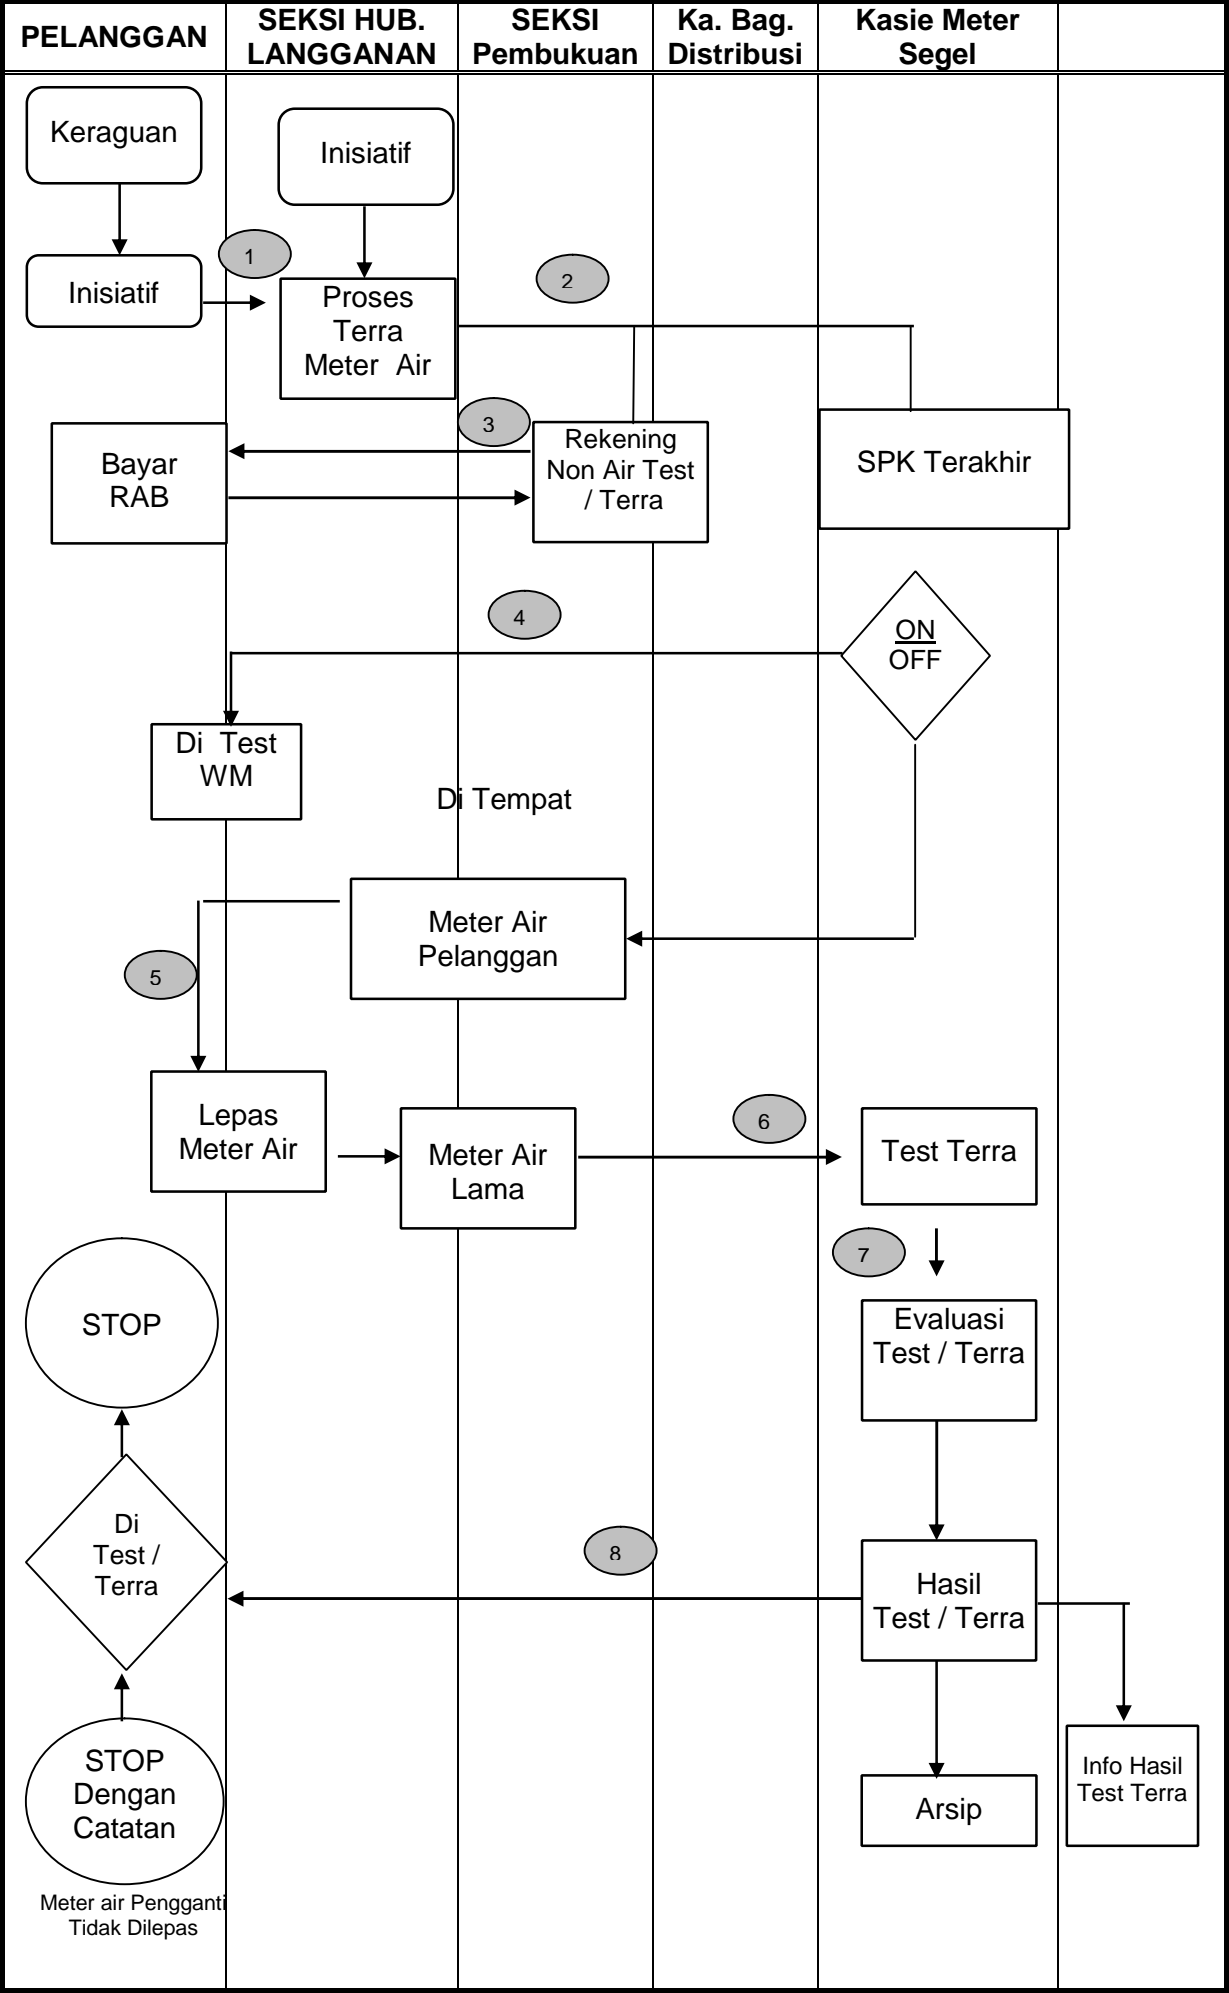 PELANGGAN
SEKSI HUB.
LANGGANAN
SEKSI
Pembukuan
Ka. Bag.
Distribusi
Kasie Meter
Segel
Keraguan
Inisiatif
1
2
Inisiatif
Proses
Terra
Meter Air
3
Bayar
RAB
Rekening
Non Air Test
/ Terra
SPK Terakhir
4
ON
OFF
Di Test
WM
Di Tempat
Meter Air
Pelanggan
5
Lepas
Meter Air
Meter Air
Lama
6
Test Terra
7
STOP
Evaluasi
Test / Terra
Di
Test /
Terra
8
Hasil
Test / Terra
STOP
Dengan
Catatan
Arsip
Info Hasil
Test Terra
Meter air Pengganti
Tidak Dilepas